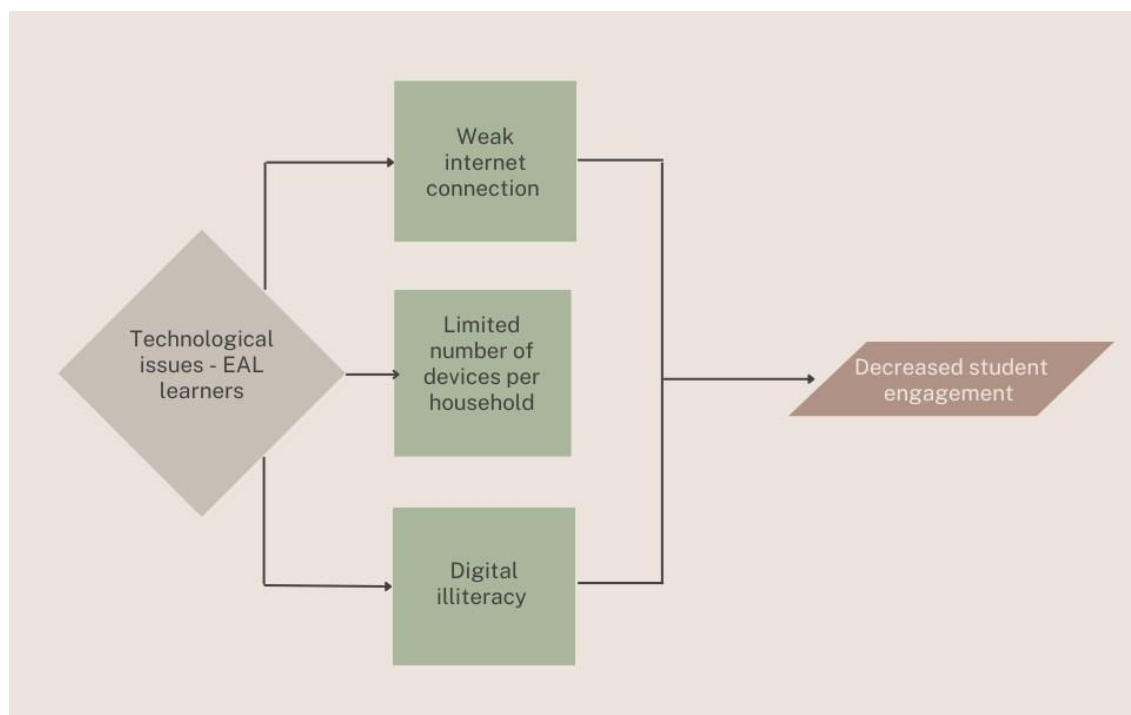 Technological
issues - EAL
learners
Weak
internet
connection
Limited
number of
devices per
household
Digital
illiteracy
Decreased student
engagement